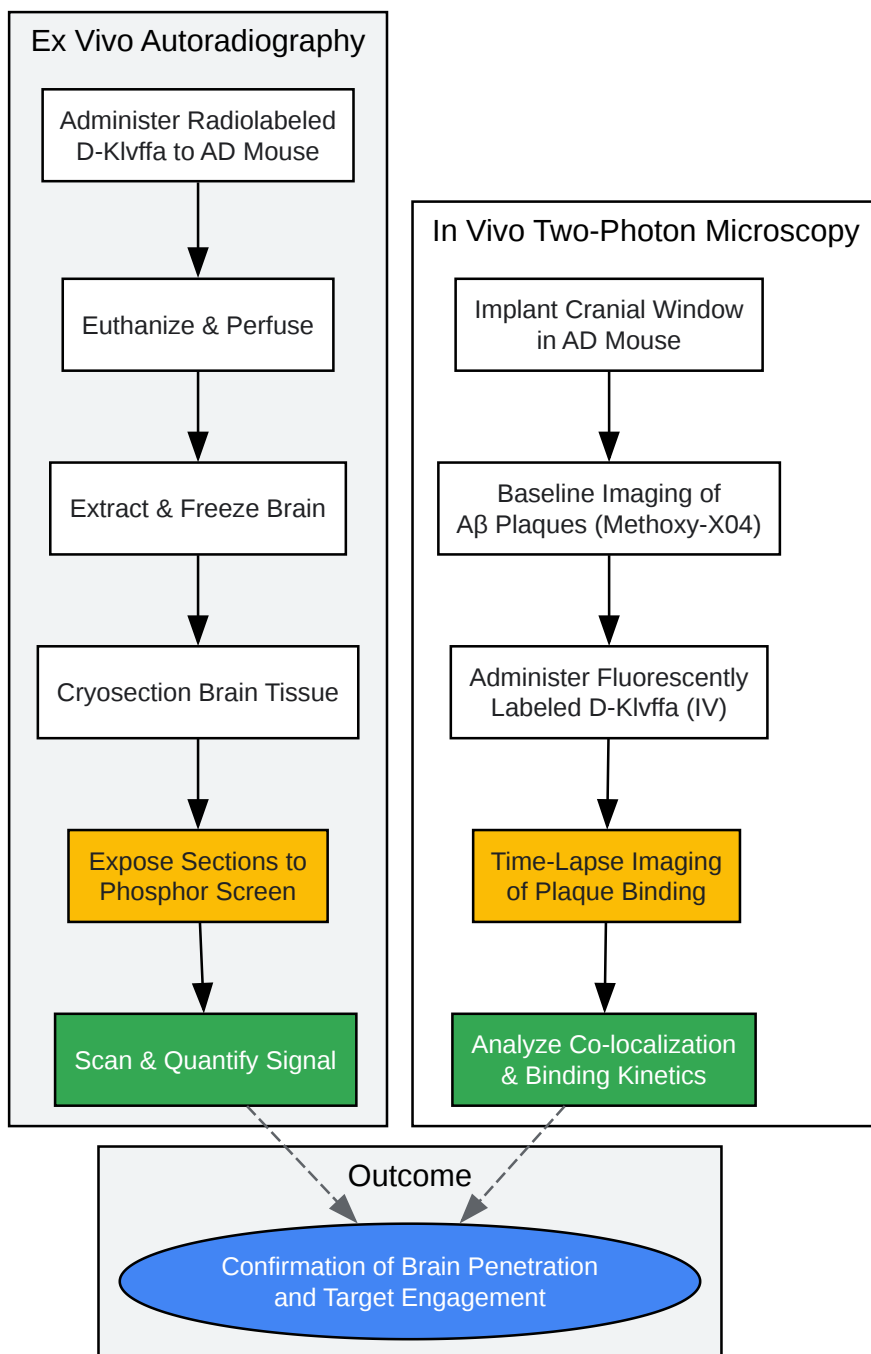 Ex Vivo Autoradiography
Administer Radiolabeled
D-Klvffa to AD Mouse
Euthanize & Perfuse
Extract & Freeze Brain
Cryosection Brain Tissue
Expose Sections to
Phosphor Screen
Scan & Quantify Signal
In Vivo Two-Photon Microscopy
Implant Cranial Window
in AD Mouse
Baseline Imaging of
Aβ Plaques (Methoxy-X04)
Administer Fluorescently
Labeled D-Klvffa (IV)
Time-Lapse Imaging
of Plaque Binding
Analyze Co-localization
& Binding Kinetics
Outcome
Confirmation of Brain Penetration
and Target Engagement